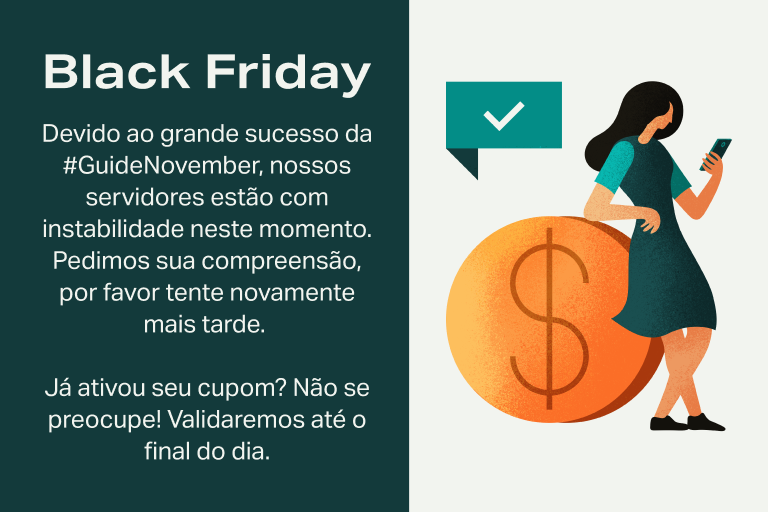 Black Friday
Devido ao grande sucesso da
#GuideNovember, nossos
servidores estão com
instabilidade neste momento.
Pedimos sua compreensão,
por favor tente novamente
mais tarde.
Já ativou seu cupom? Não se
preocupe! Validaremos até o
final do dia.